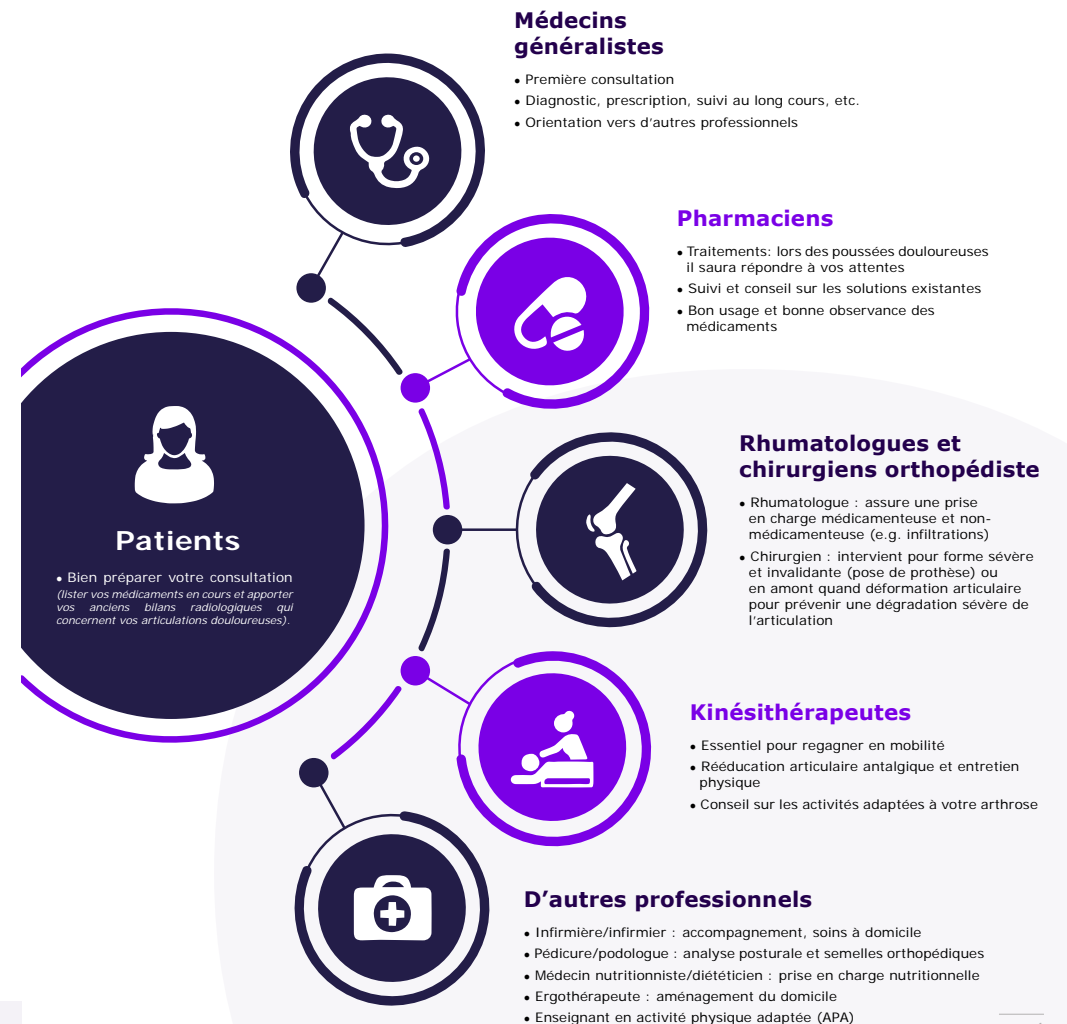 Médecins
généralistes
• Première consultation
• Diagnostic, prescription, suivi au long cours, etc.
• Orientation vers d'autres professionnels
Pharmaciens
• Traitements: lors des poussées douloureuses
il saura répondre à vos attentes
• Suivi et conseil sur les solutions existantes
• Bon usage et bonne observance des
médicaments
Rhumatologues et
chirurgiens orthopédiste
• Rhumatologue : assure une prise
en charge médicamenteuse et non-
médicamenteuse (e.g. infiltrations)
• Chirurgien : intervient pour forme sévère
et invalidante (pose de prothèse) ou
en amont quand déformation articulaire
pour prévenir une dégradation sévère de
l'articulation
Patients
• Bien préparer votre consultation
(lister vos médicaments en cours et apporter
vos anciens bilans radiologiques qui
concernent vos articulations douloureuses).
Kinésithérapeutes
• Essentiel pour regagner en mobilité
• Rééducation articulaire antalgique et entretien
physique
• Conseil sur les activités adaptées à votre arthrose
D'autres professionnels
• Infirmière/infirmier : accompagnement, soins à domicile
• Pédicure/podologue : analyse posturale et semelles orthopédiques
• Médecin nutritionniste/diététicien : prise en charge nutritionnelle
• Ergothérapeute : aménagement du domicile
• Enseignant en activité physique adaptée (APA)